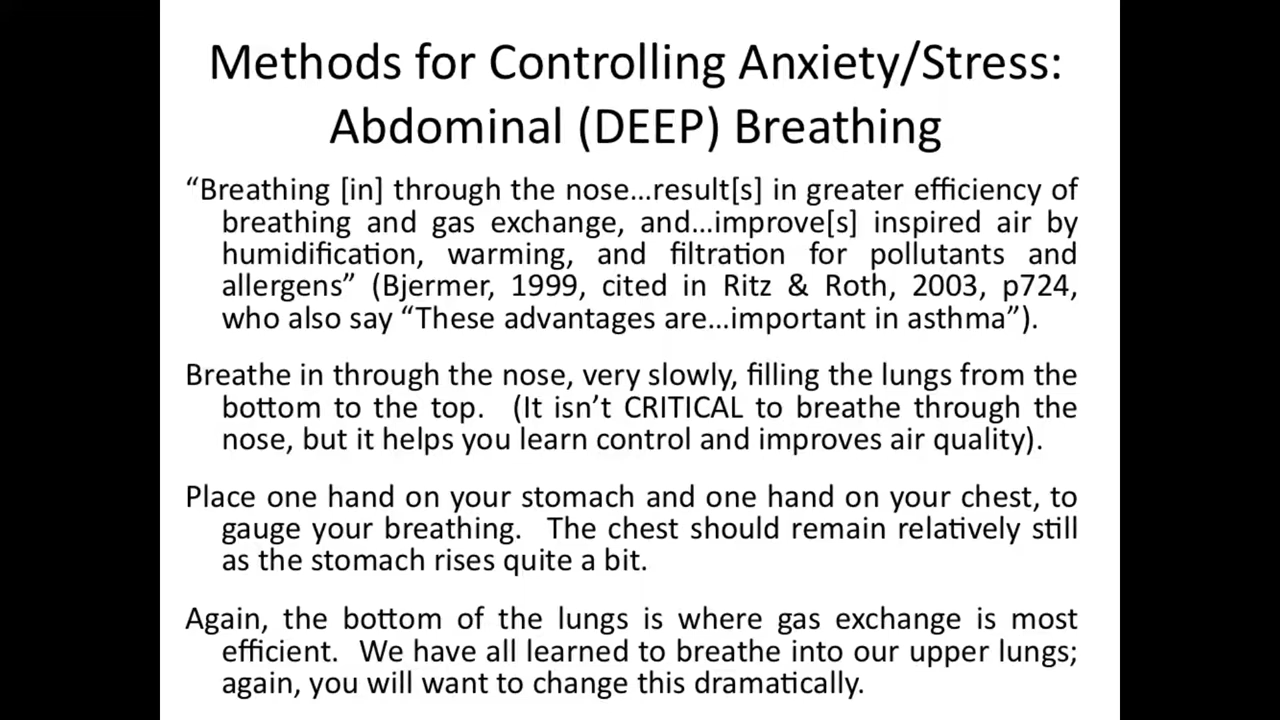 Methods for Controlling Anxiety/Stress:
Abdominal (DEEP) Breathing
“Breathing [in] through the nose…result[s] in greater efficiency of
breathing and gas exchange, and…improve[s] inspired air by
humidification, warming, and filtration for pollutants and
allergens” (Bjermer, 1999, cited in Ritz & Roth, 2003, p724,
who also say “These advantages are…important in asthma”).
Breathe in through the nose, very slowly, filling the lungs from the
bottom to the top. (It isn’t CRITICAL to breathe through the
nose, but it helps you learn control and improves air quality).
Place one hand on your stomach and one hand on your chest, to
gauge your breathing. The chest should remain relatively still
as the stomach rises quite a bit.
Again, the bottom of the lungs is where gas exchange is most
efficient. We have all learned to breathe into our upper lungs;
again, you will want to change this dramatically.